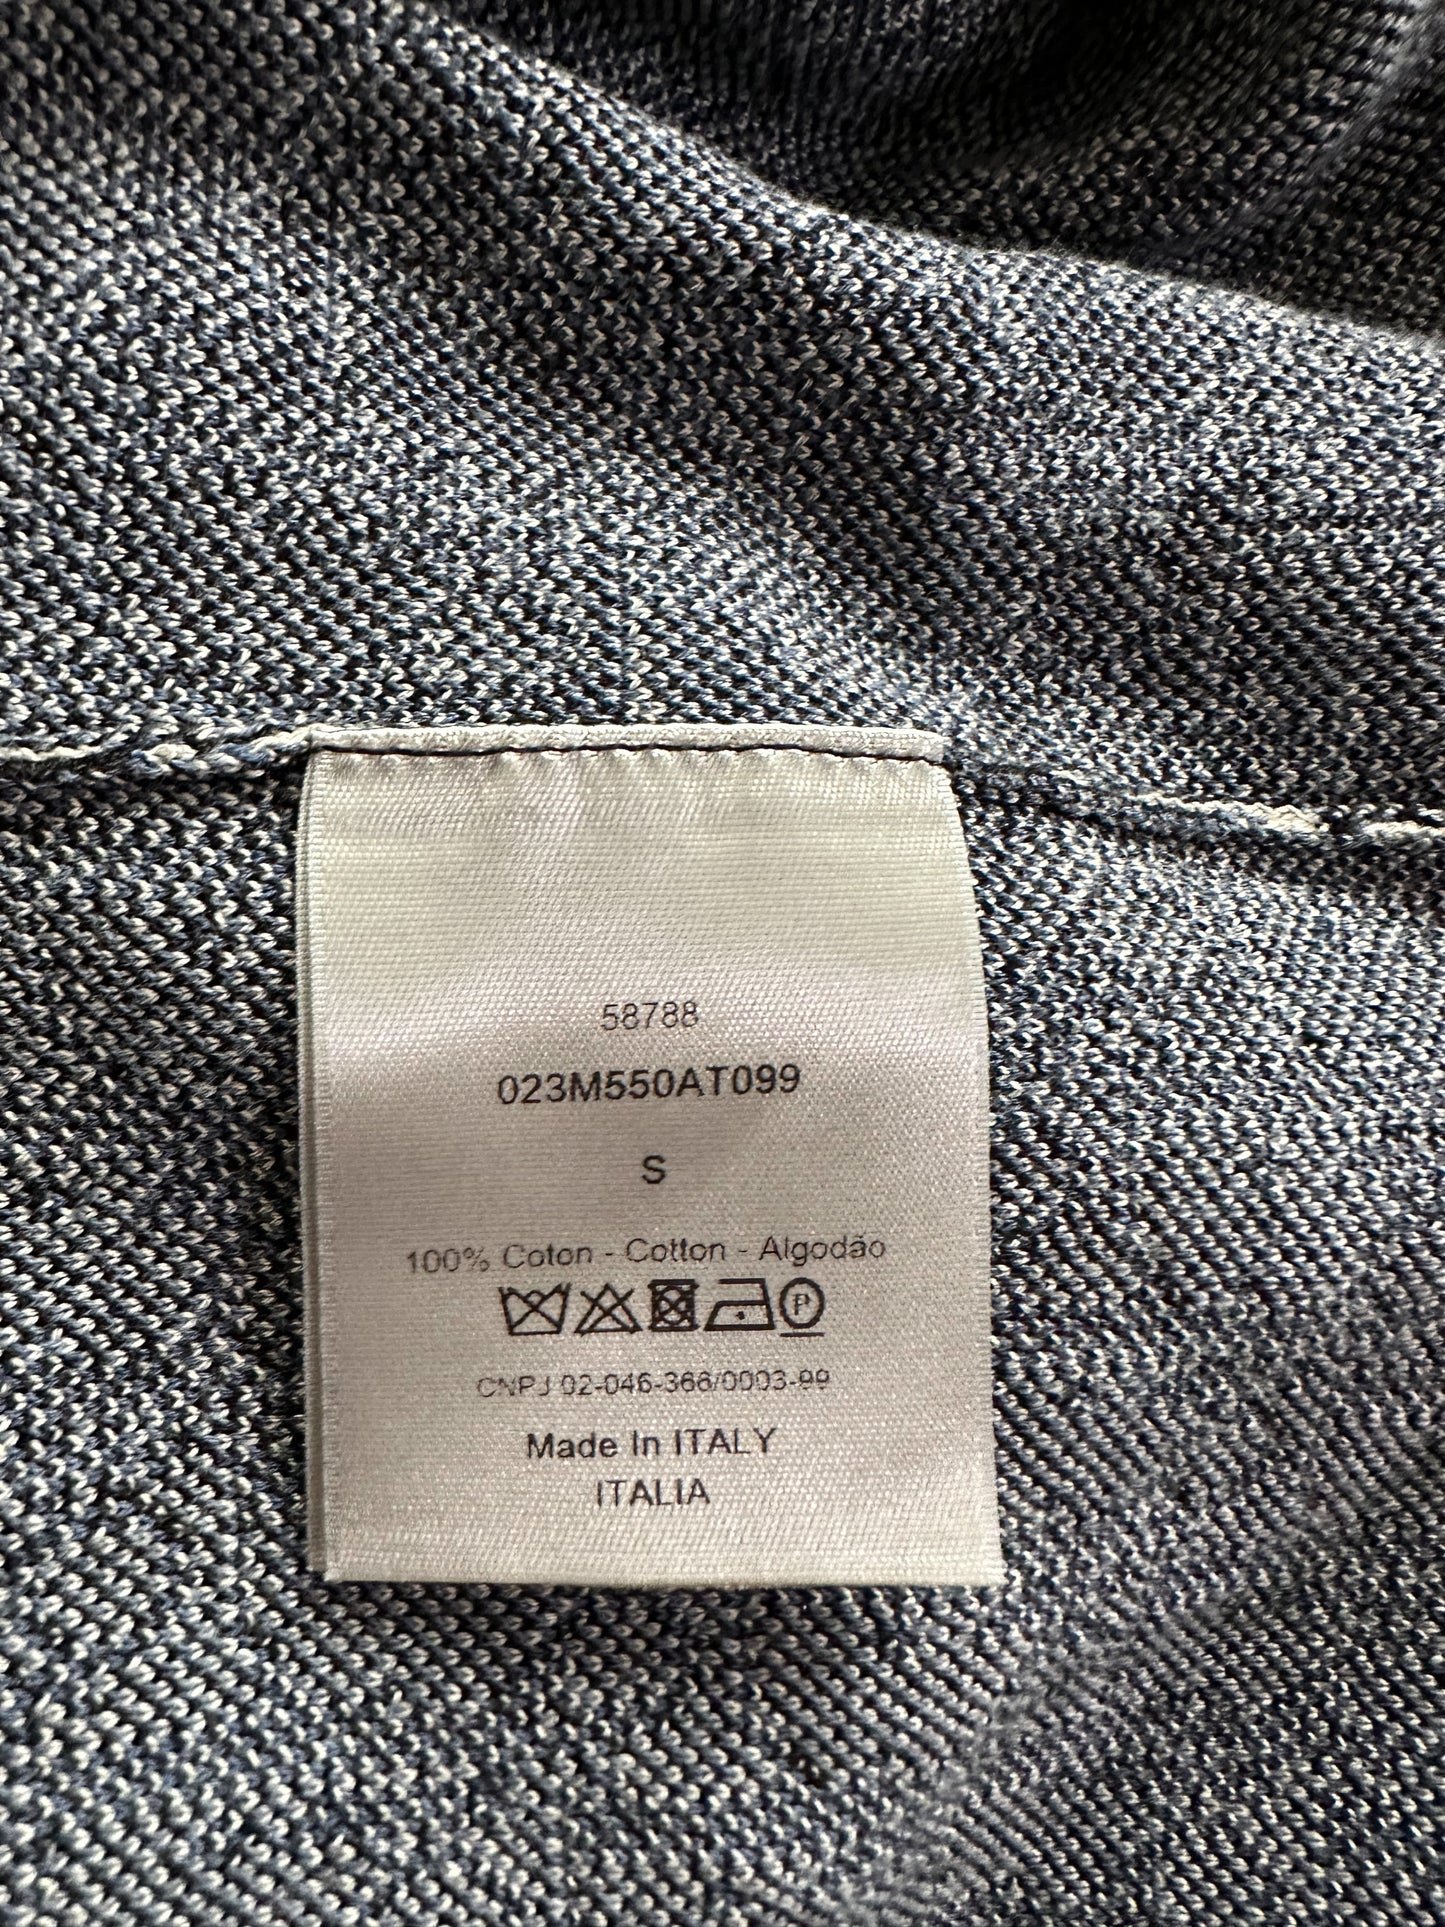 58788
023M550AT099
S
100% Coton - Cotton - Algodão
P
CNPJ 02-046-366/0003-99
Made In ITALY
ITALIA